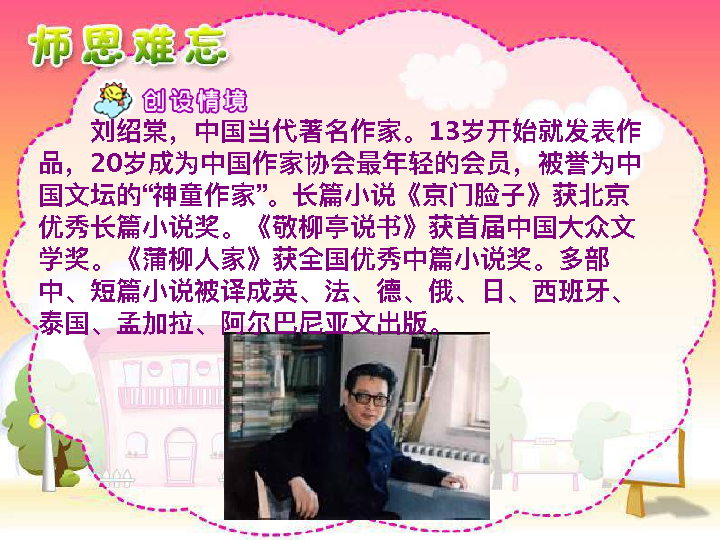 师恩难忘
创设情境
刘绍棠，中国当代著名作家。13岁开始就发表作
品，20岁成为中国作家协会最年轻的会员，被誉为中
国文坛的“神童作家”。长篇小说《京门脸子》获北京
优秀长篇小说奖。《敬柳亭说书》获首届中国大众文
学奖。《蒲柳人家》获全国优秀中篇小说奖。多部
中、短篇小说被译成英、法、德、俄、日、西班牙、
泰国、孟加拉、阿尔巴尼亚文出版。